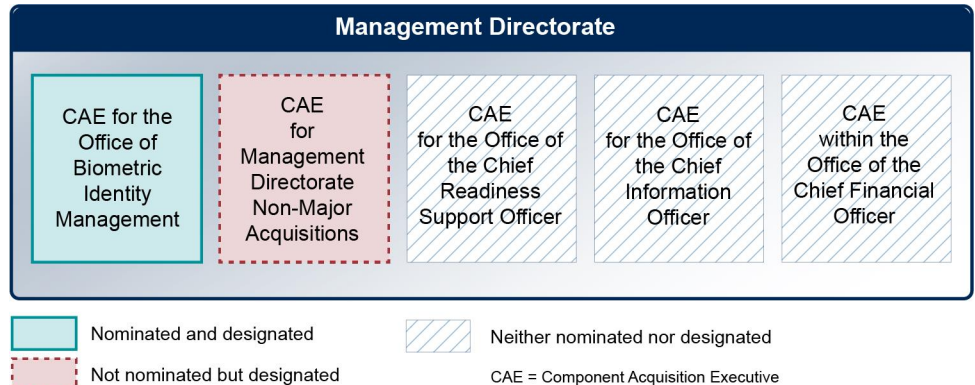 Management Directorate
CAE for the
Office of
Biometric
Identity
Management
CAE
for
Management
Directorate
Non-Major
Acquisitions
CAE
for the Office of
the Chief
Readiness
Support Officer
CAE
for the Office of
the Chief
Information
Officer
CAE
within the
Office of the
Chief Financial
Officer
Nominated and designated
Neither nominated nor designated
Not nominated but designated
CAE = Component Acquisition Executive